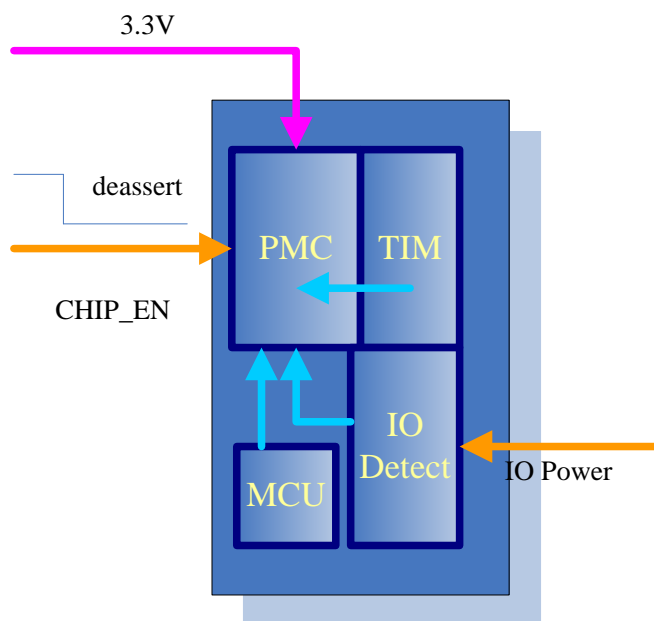 3.3V
deassert
PMC
TIM
CHIP_EN
IO
Detect
IO Power
MCU